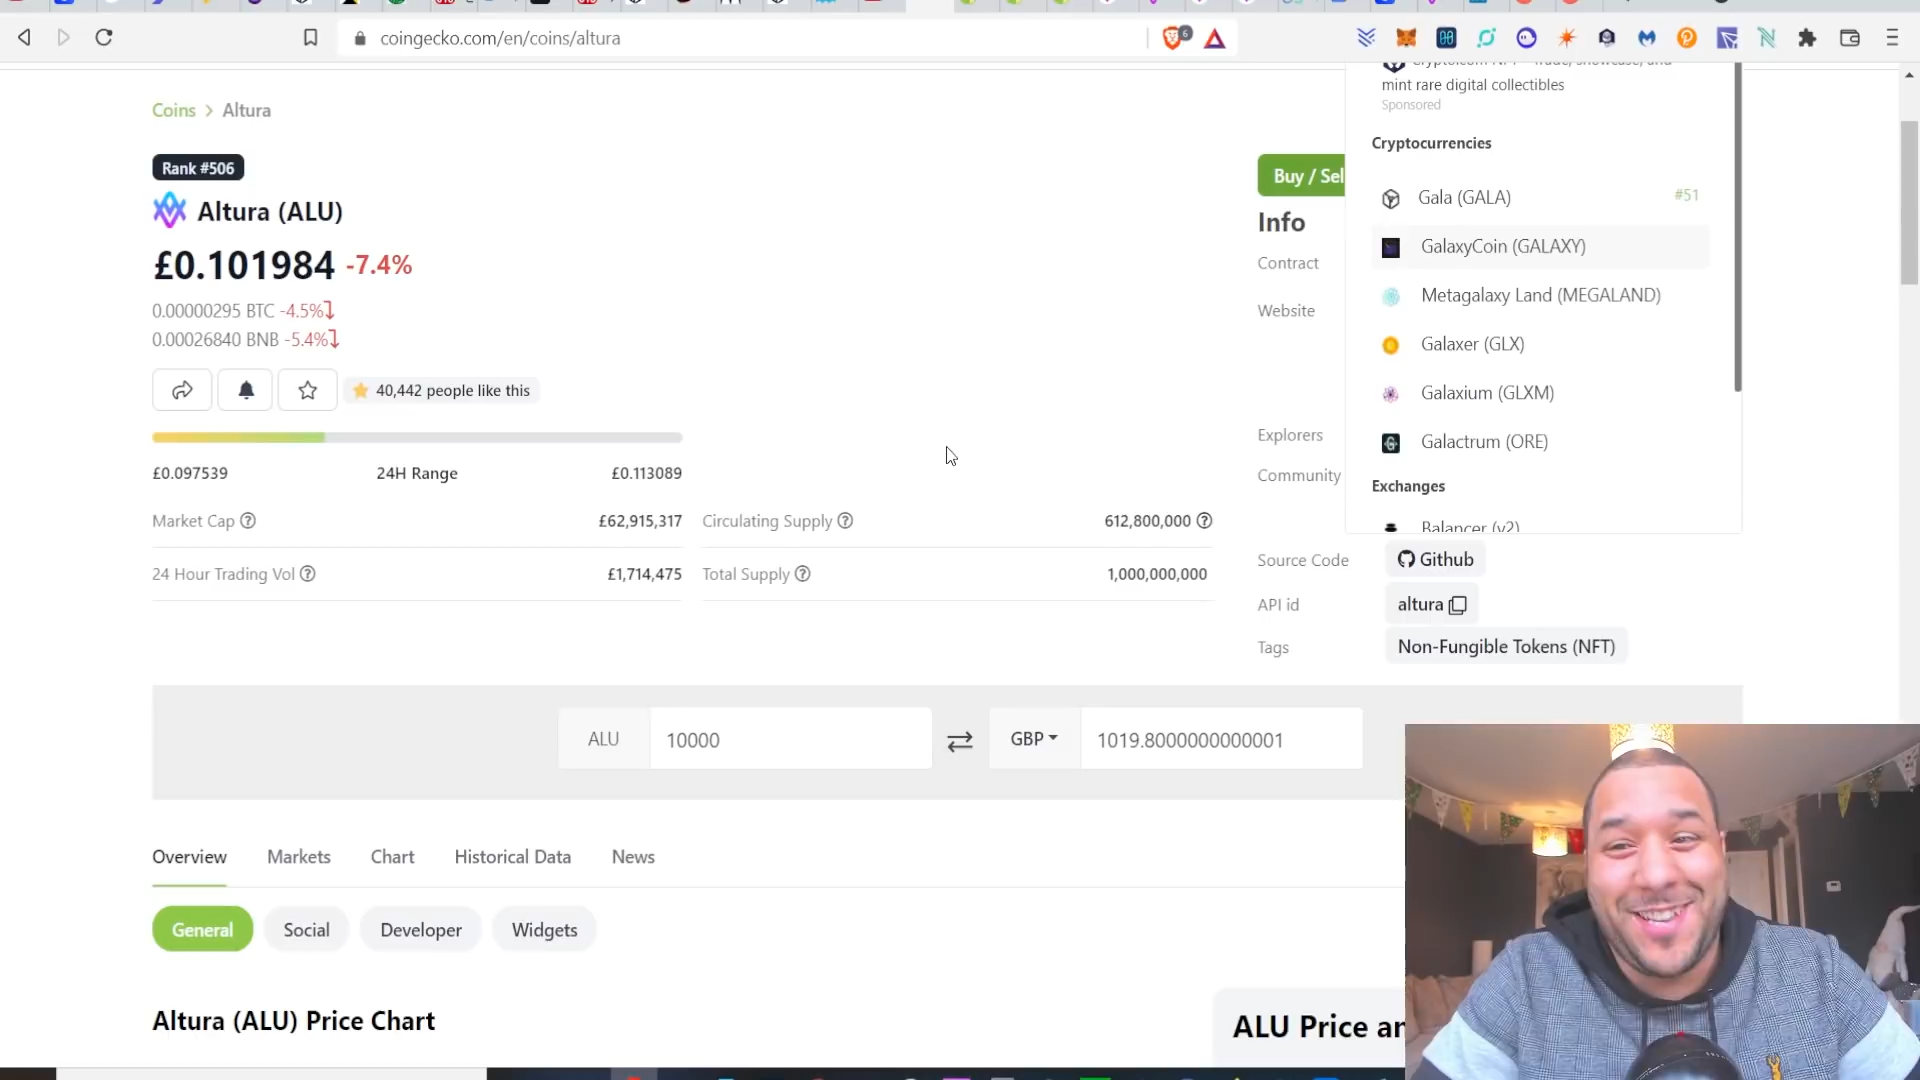 coingecko.com/en/coins/altura
6
mint rare digital collectibles
Sponsored
Coins > Altura
Rank #506
Altura (ALU)
£0.101984 -7.4%
0.00000295 BTC -4.5%
0.00026840 BNB -5.4%
40,442 people like this
£0.097539 24H Range £0.113089
Market Cap £62,915,317
Circulating Supply 612,800,000
24 Hour Trading Vol £1,714,475
Total Supply 1,000,000,000
Buy / Sel
Info
Contract
Website
Explorers
Community
Source Code Github
API id altura
Tags Non-Fungible Tokens (NFT)
Cryptocurrencies
Gala (GALA) #51
GalaxyCoin (GALAXY)
Metagalaxy Land (MEGALAND)
Galaxer (GLX)
Galaxium (GLXM)
Galactrum (ORE)
Exchanges
Balancer (v2)
ALU 10000 GBP 1019.8000000000001
Overview Markets Chart Historical Data News
General Social Developer Widgets
Altura (ALU) Price Chart
ALU Price an